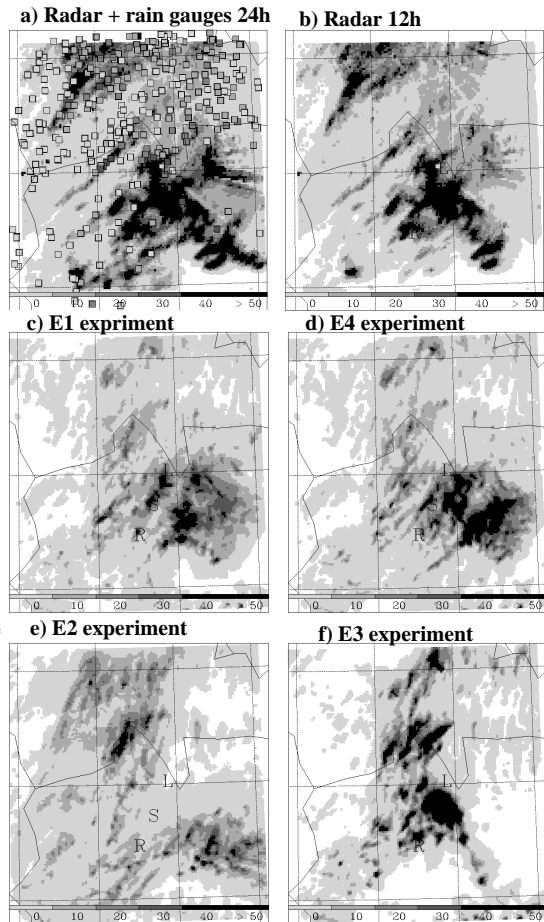 a) Radar + rain gauges 24h
b) Radar 12h
0 10 20 30 40 > 50
0 10 20 30 40 > 50
c) E1 expriment
d) E4 experiment
L
S
R
0 10 20 30 40 > 50
L
S
R
0 10 20 30 40 > 50
e) E2 experiment
f) E3 experiment
L
S
R
0 10 20 30 40 > 50
L
R
0 10 20 30 40 > 50